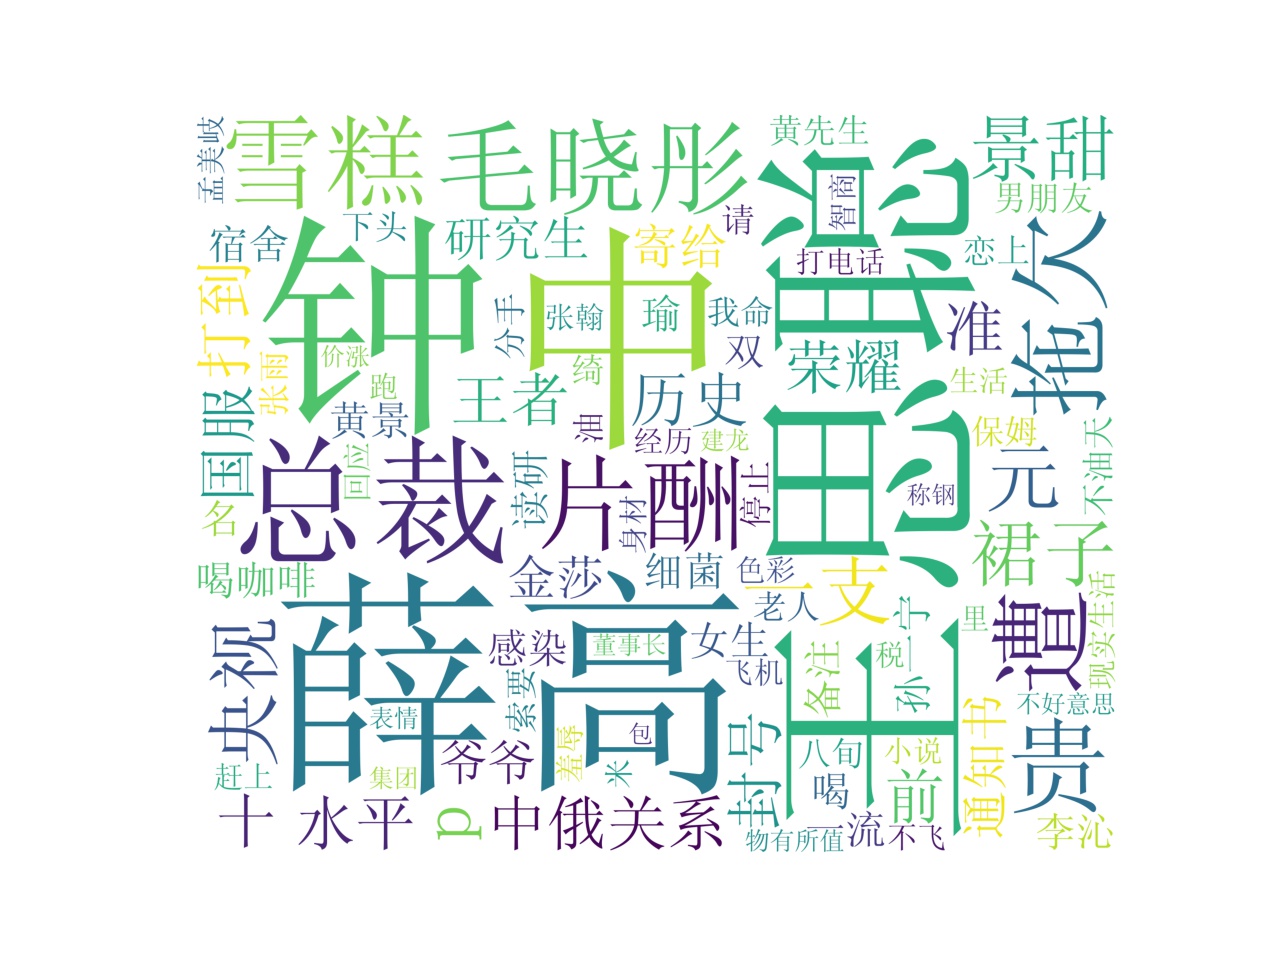 孟美岐
雪糕
毛晓彤
黄先生
景甜
智商
聪
男朋友
宿舍
下头
研究生
寄给
请
打电话
恋上
欠
打到
钟
中
分手
张翰
瑜
我命
双
准
拖
张雨
价涨
跑
绮
荣耀
田
生活
国服
黄景
王者
历史
油
经历
建龙
保姆
不油天
回应
总裁
读研
片酬
停止
元
称钢
名
身材
裙子
喝咖啡
金莎
细菌
色彩
一支
老人
宁
里
遭
现实生活
央视
薛
高
感染
董事长
女生
飞机
王
备注
税
孙一
不好意思
表情
索要
包
羞辱
米
爷爷
封号
八旬
小说
通知书
贵
赶上
集团
喝
前
十
水平
p
中俄关系
物有所值
一流
不飞
李沁